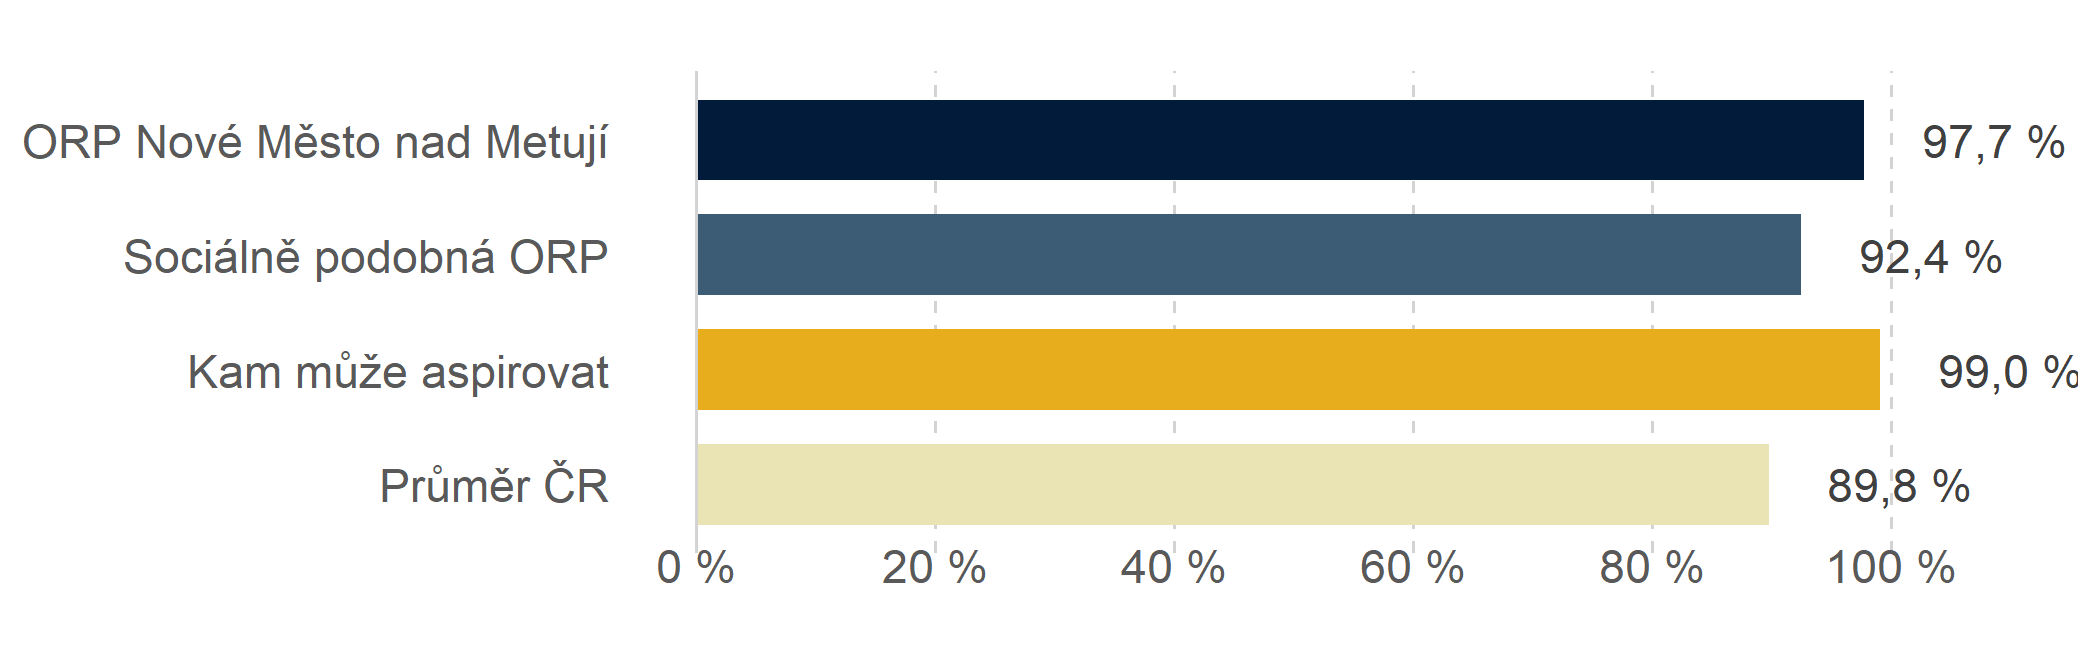 ORP Nové Město nad Metují 97,7 %
Sociálně podobná ORP 92,4 %
Kam může aspirovat 99,0 %
Průměr ČR 89,8 %
0 % 20 % 40 % 60 % 80 % 100 %